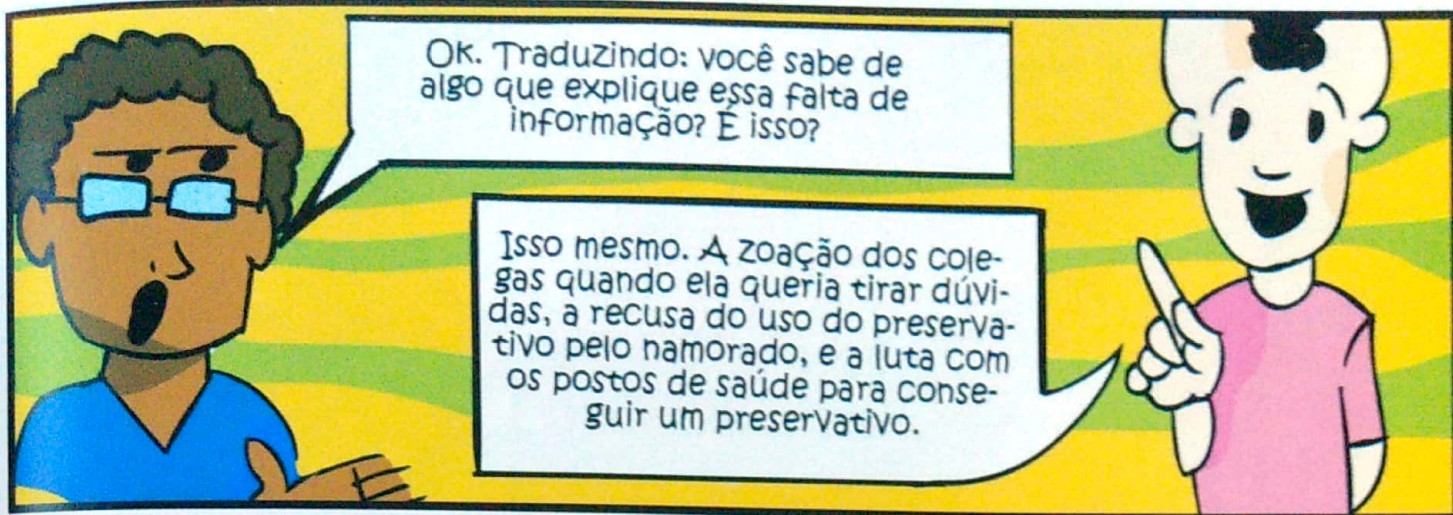 Ok. Traduzindo: você sabe de
algo que explique essa falta de
informação? É isso?
Isso mesmo. A zoação dos cole-
gas quando ela queria tirar dúvi-
das, a recusa do uso do preserva-
tivo pelo namorado, e a luta com
os postos de saúde para conse-
guir um preservativo.